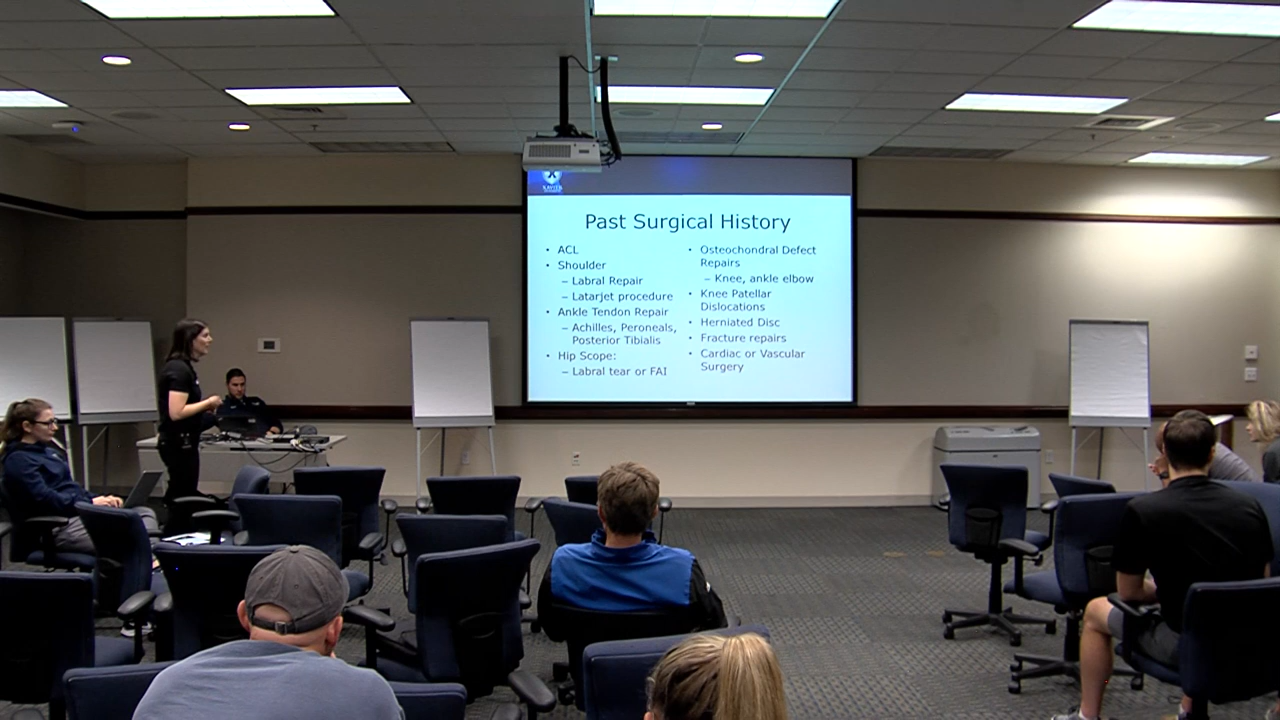 XAVIER
Past Surgical History
• ACL
• Shoulder
– Labral Repair
– Latarjet procedure
• Ankle Tendon Repair
– Achilles, Peroneals,
Posterior Tibialis
• Hip Scope:
– Labral tear or FAI
• Osteochondral Defect
Repairs
– Knee, ankle elbow
• Knee Patellar
Dislocations
• Herniated Disc
• Fracture repairs
• Cardiac or Vascular
Surgery